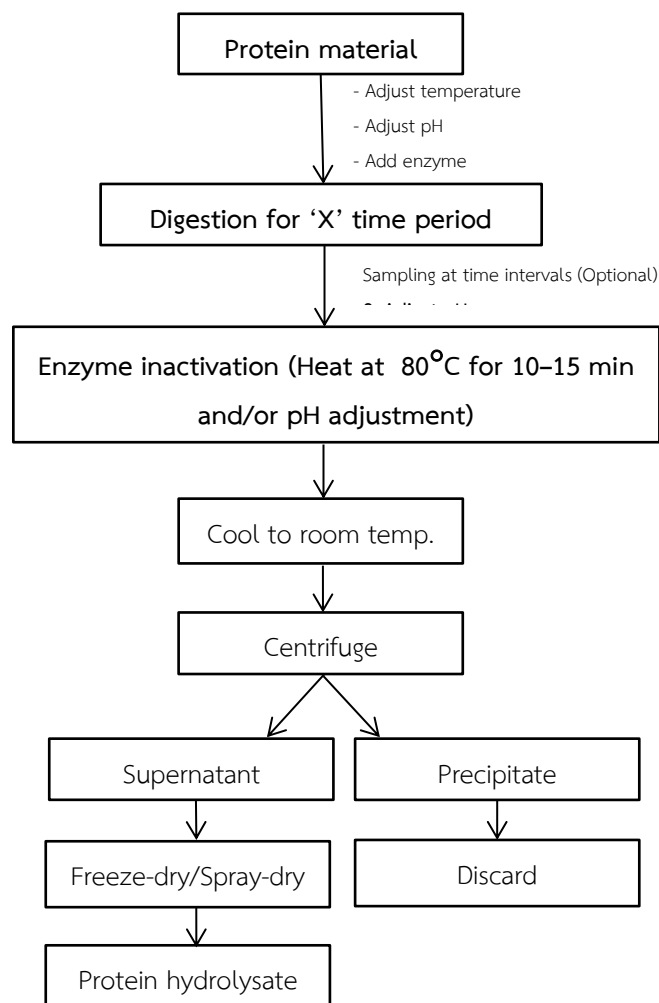 Protein material
- Adjust temperature
- Adjust pH
- Add enzyme
Digestion for ‘X’ time period
Sampling at time intervals (Optional)
Enzyme inactivation (Heat at 80°C for 10–15 min
and/or pH adjustment)
Cool to room temp.
Centrifuge
Supernatant
Precipitate
Freeze-dry/Spray-dry
Discard
Protein hydrolysate